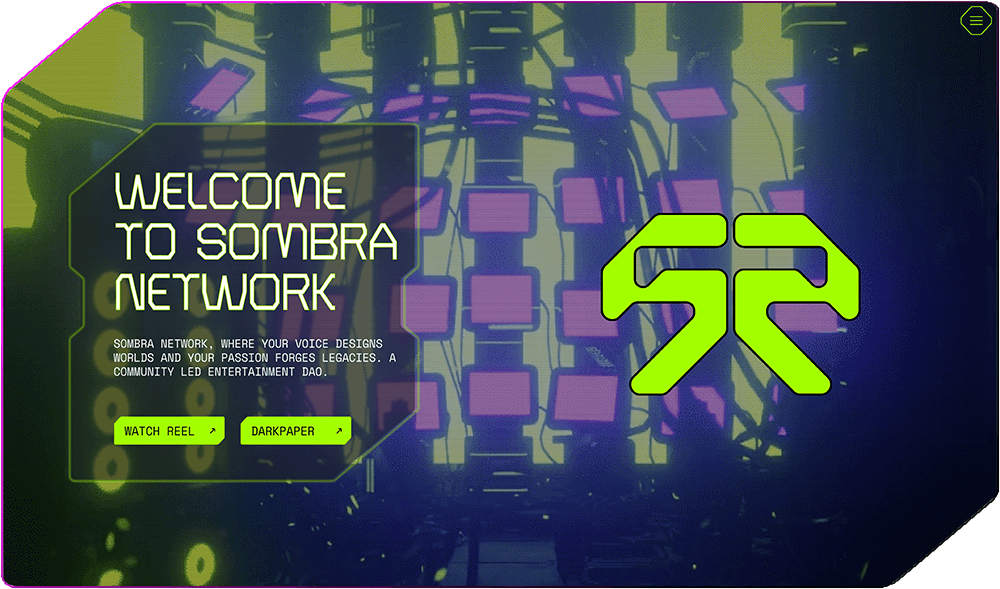 WELCOME
TO SOMBRA
NETWORK
SOMBRA NETWORK, WHERE YOUR VOICE DESIGNS
WORLDS AND YOUR PASSION FORGES LEGACIES. A
COMMUNITY LED ENTERTAINMENT DAO.
WATCH REEL ↗
DARKPAPER ↗